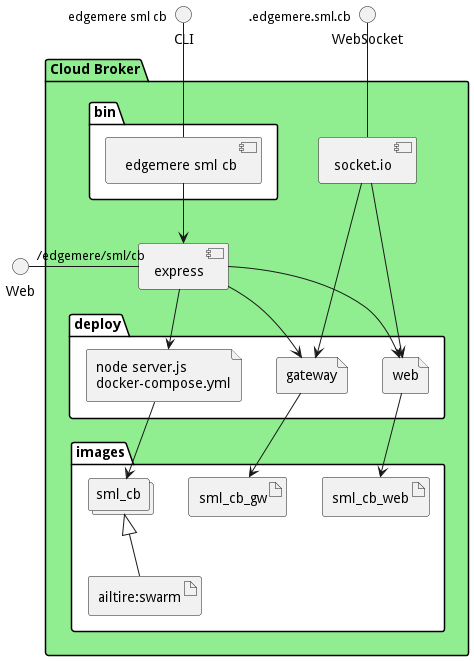 edgemere sml cb
.edgemere.sml.cb
CLI
WebSocket
Cloud Broker
bin
edgemere sml cb
socket.io
/edgemere/sml/cb
express
Web
deploy
node server.js
docker-compose.yml
gateway
web
images
sml_cb
sml_cb_gw
sml_cb_web
ailtire:swarm